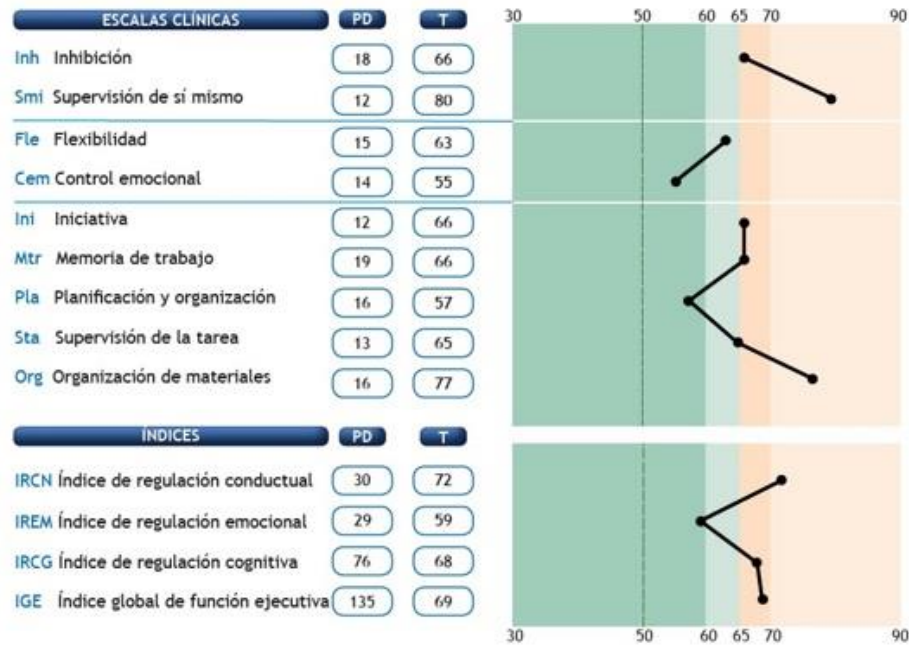 ESCALAS CLÍNICAS PD T 30 50 60 65 70 90
Inh Inhibición 18 66
Smi Supervisión de sí mismo 12 80
Fle Flexibilidad 15 63
Cem Control emocional 14 55
Ini Iniciativa 12 66
Mtr Memoria de trabajo 19 66
Pla Planificación y organización 16 57
Sta Supervisión de la tarea 13 65
Org Organización de materiales 16 77
ÍNDICES PD T
IRCN Índice de regulación conductual 30 72
IREM Índice de regulación emocional 29 59
IRCG Índice de regulación cognitiva 76 68
IGE Índice global de función ejecutiva 135 69
30 50 60 65 70 90